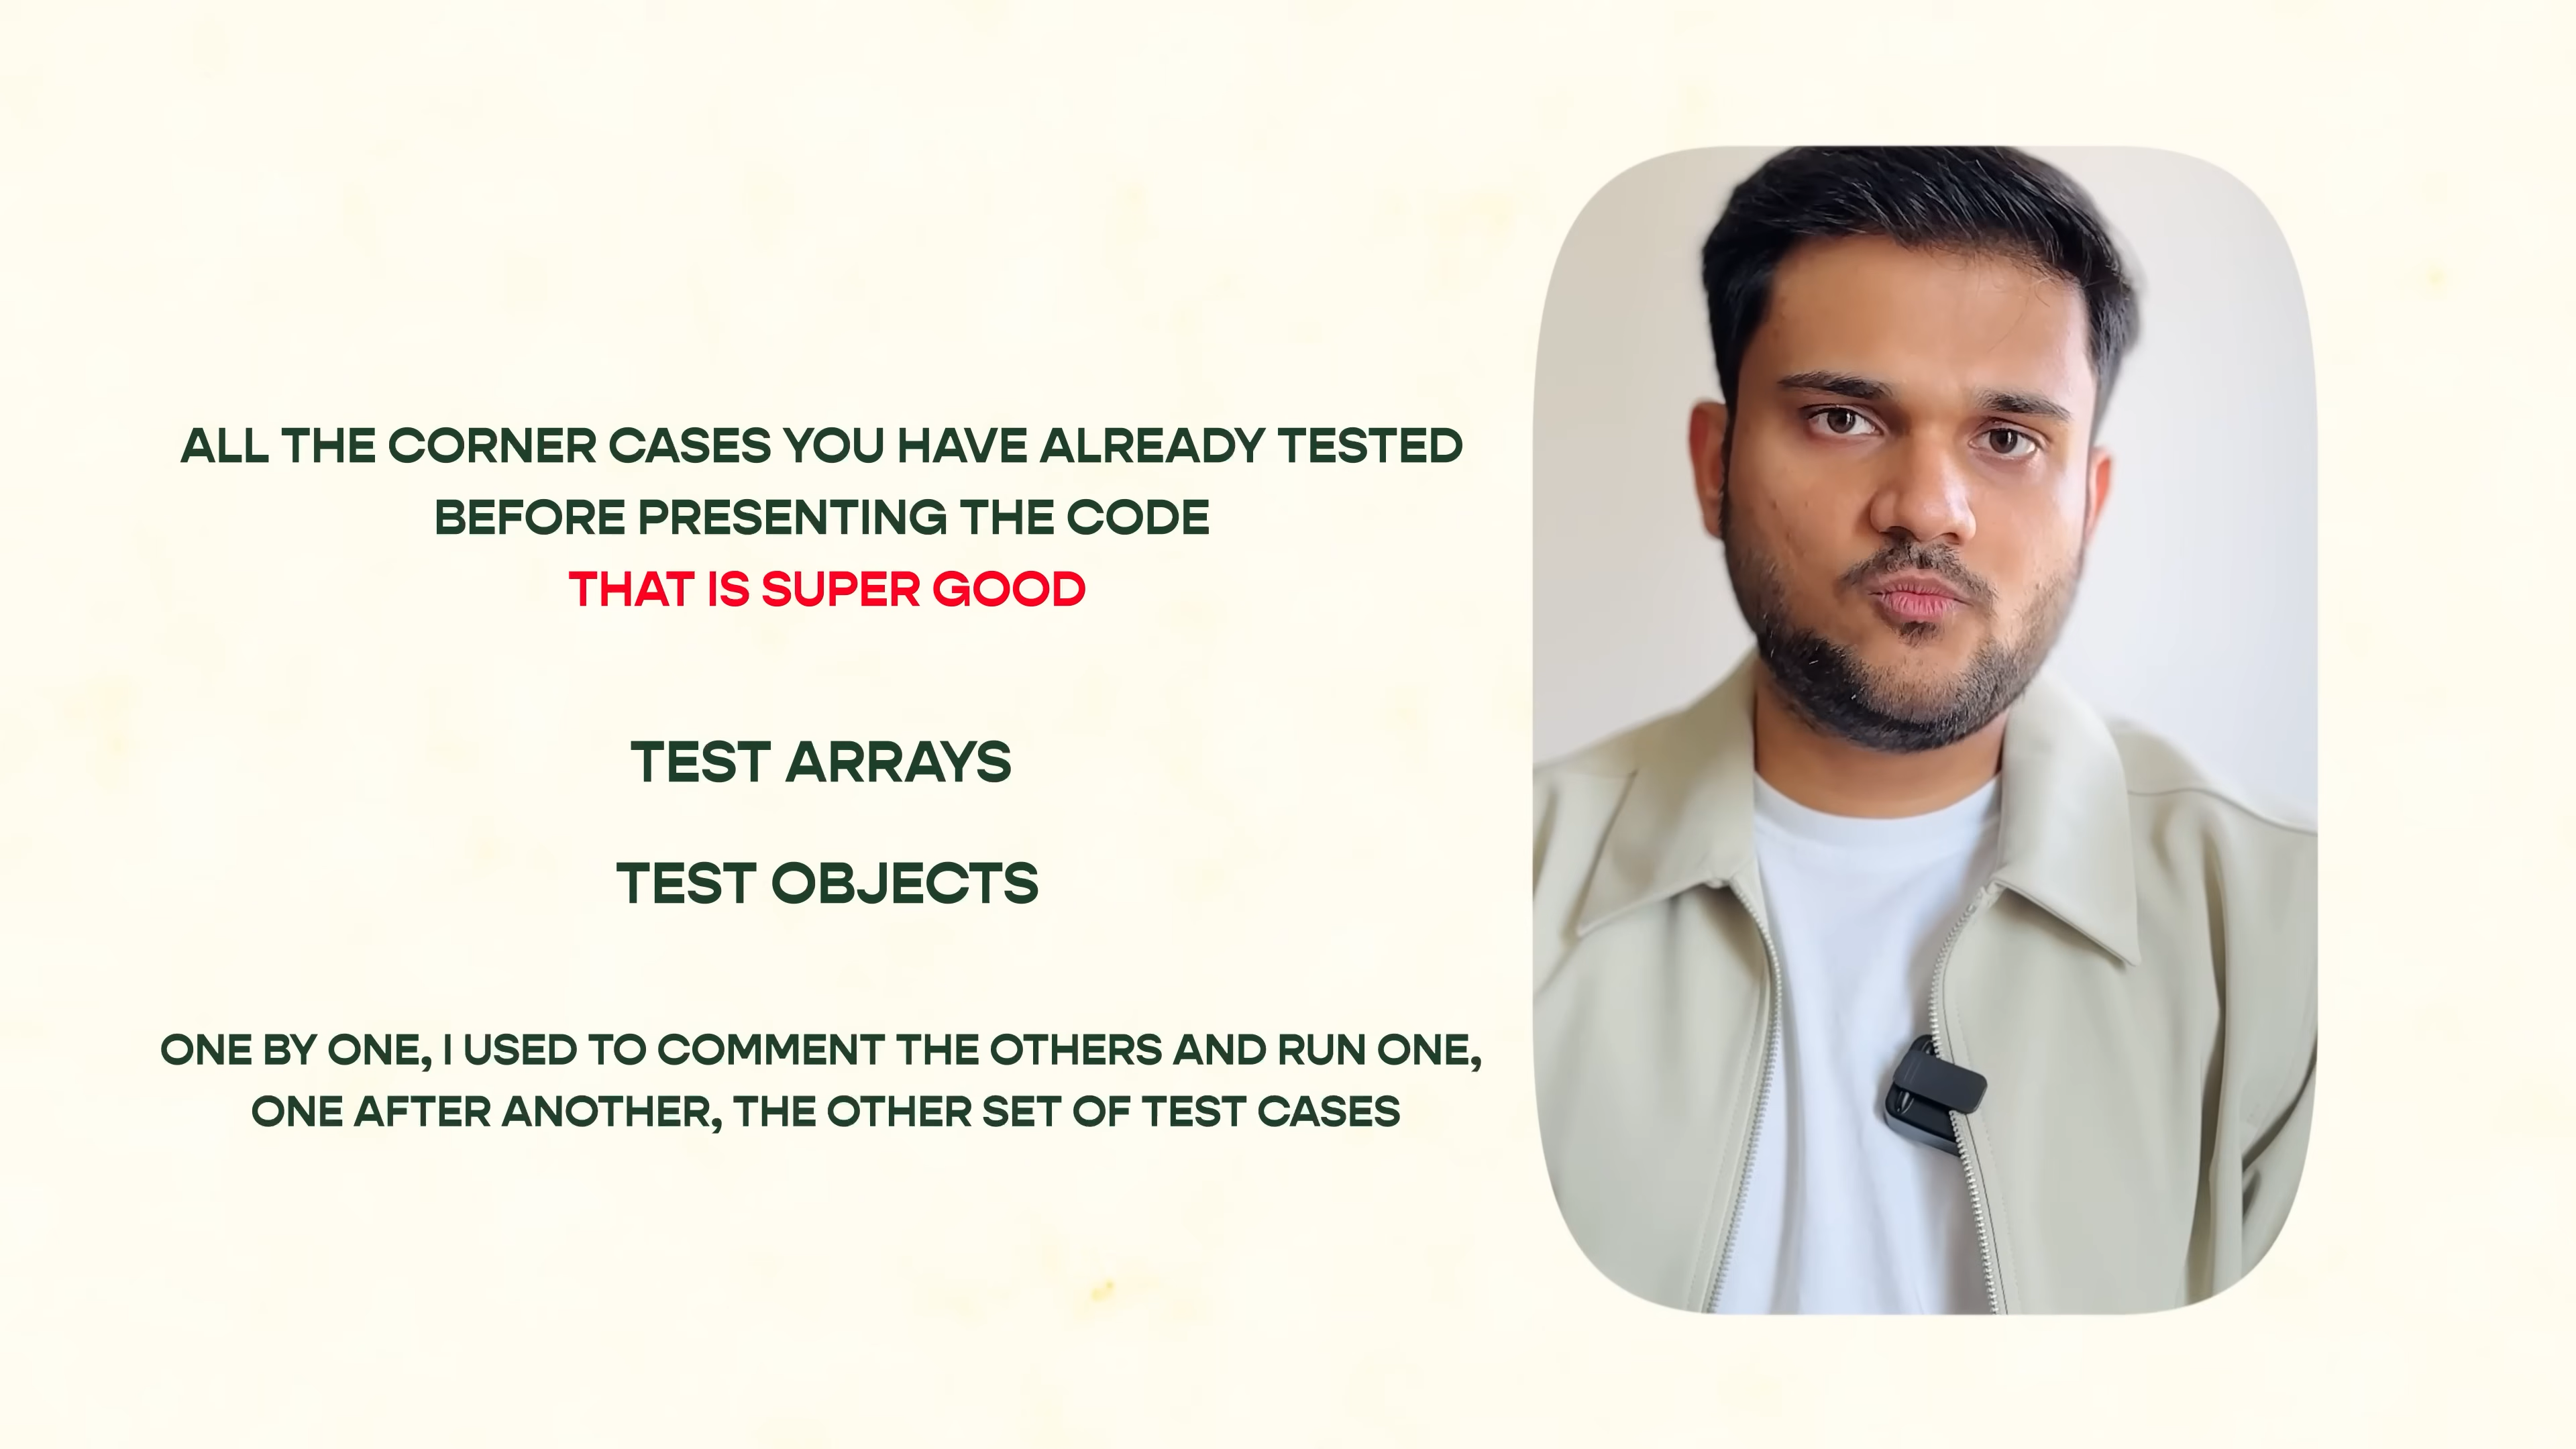 ALL THE CORNER CASES YOU HAVE ALREADY TESTED
BEFORE PRESENTING THE CODE
THAT IS SUPER GOOD
TEST ARRAYS
TEST OBJECTS
ONE BY ONE, I USED TO COMMENT THE OTHERS AND RUN ONE,
ONE AFTER ANOTHER, THE OTHER SET OF TEST CASES